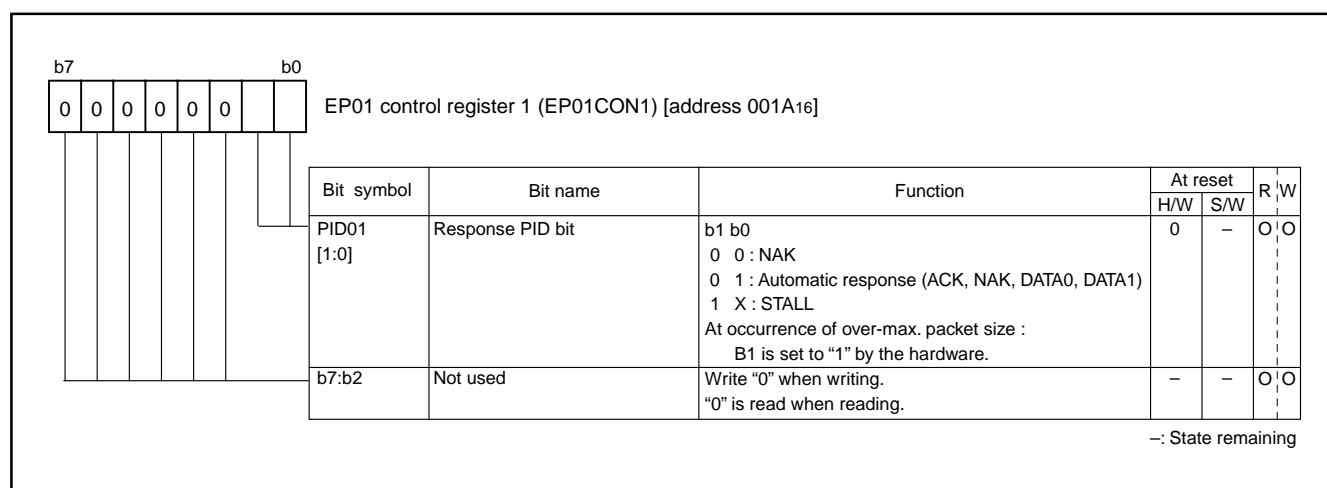 b7 b0
0 0 0 0 0 0
EP01 control register 1 (EP01CON1) [address 001A16]
Bit symbol Bit name Function At reset R W
H/W S/W
PID01 Response PID bit b1 b0 0 – O O
[1:0] 0 0 : NAK
0 1 : Automatic response (ACK, NAK, DATA0, DATA1)
1 X : STALL
At occurrence of over-max. packet size :
B1 is set to “1” by the hardware.
b7:b2 Not used Write “0” when writing. – – O O
“0” is read when reading.
–: State remaining